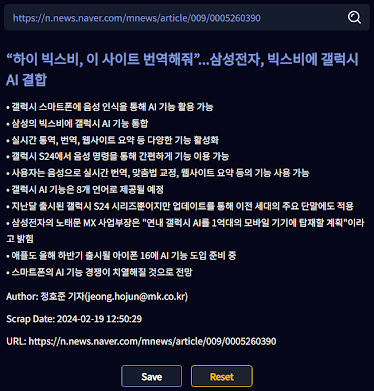 https://n.news.naver.com/mnews/article/009/0005260390
“하이 빅스비, 이 사이트 번역해줘”...삼성전자, 빅스비에 갤럭시
AI 결합
• 갤럭시 스마트폰에 음성 인식을 통해 AI 기능 활용 가능
• 삼성의 빅스비에 갤럭시 AI 기능 통합
• 실시간 통역, 번역, 웹사이트 요약 등 다양한 기능 활성화
• 갤럭시 S24에서 음성 명령을 통해 간편하게 기능 이용 가능
• 사용자는 음성으로 실시간 번역, 맞춤법 교정, 웹사이트 요약 등의 기능 사용 가능
• 갤럭시 AI 기능은 8개 언어로 제공될 예정
• 지난달 출시된 갤럭시 S24 시리즈뿐이지만 업데이트를 통해 이전 세대의 주요 단말에도 적용
• 삼성전자의 노태문 MX 사업부장은 "연내 갤럭시 AI를 1억대의 모바일 기기에 탑재할 계획"이라
고 밝힘
• 애플도 올해 하반기 출시될 아이폰 16에 AI 기능 도입 준비 중
• 스마트폰의 AI 기능 경쟁이 치열해질 것으로 전망
Author: 정호준 기자(jeong.hojun@mk.co.kr)
Scrap Date: 2024-02-19 12:50:29
URL: https://n.news.naver.com/mnews/article/009/0005260390
Save Reset